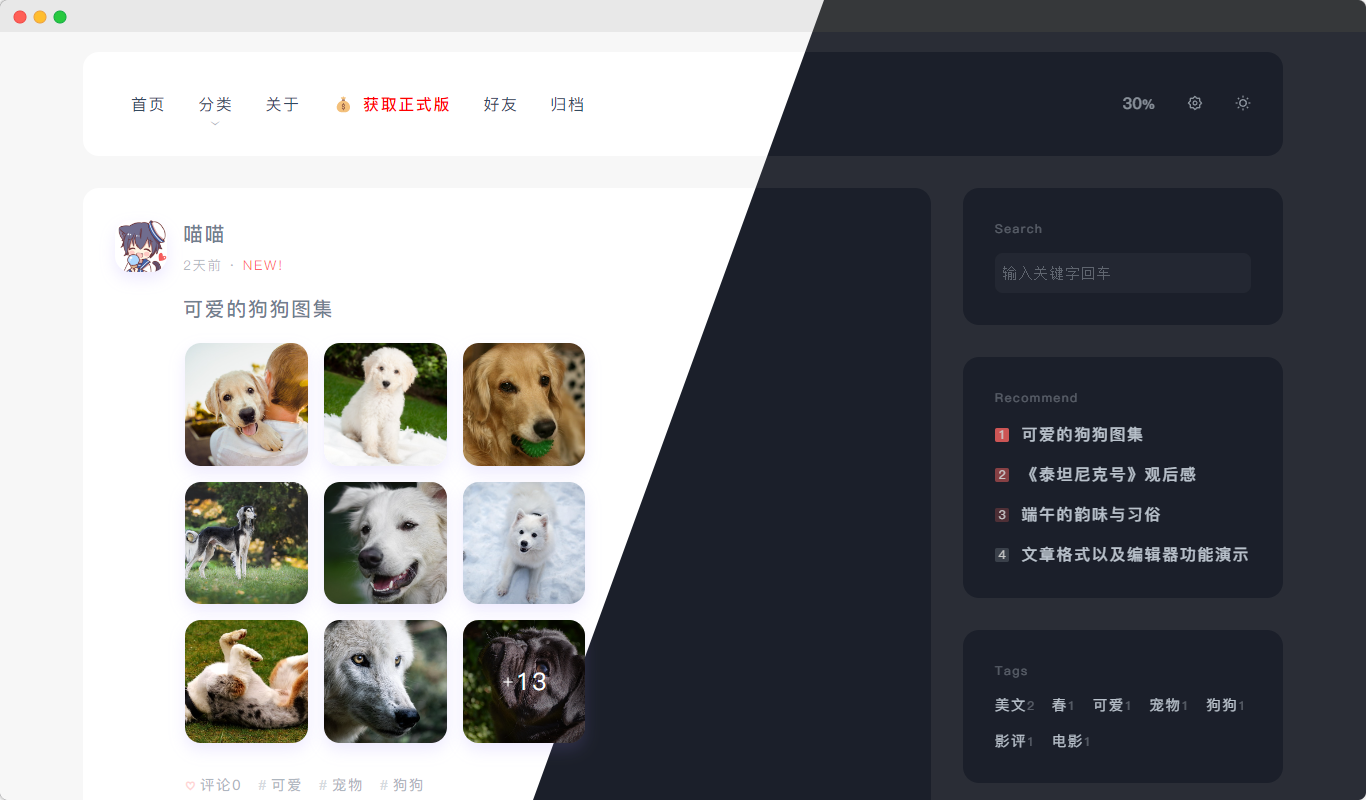 首页 分类 关于 获取正式版 好友 归档 30%
喵喵
2天前 · NEW!
可爱的狗狗图集
+13
评论0 # 可爱 # 宠物 # 狗狗
Search
输入关键字回车
Recommend
1 可爱的狗狗图集
2 《泰坦尼克号》观后感
3 端午的韵味与习俗
4 文章格式以及编辑器功能演示
Tags
美文2 春1 可爱1 宠物1 狗狗1
影评1 电影1